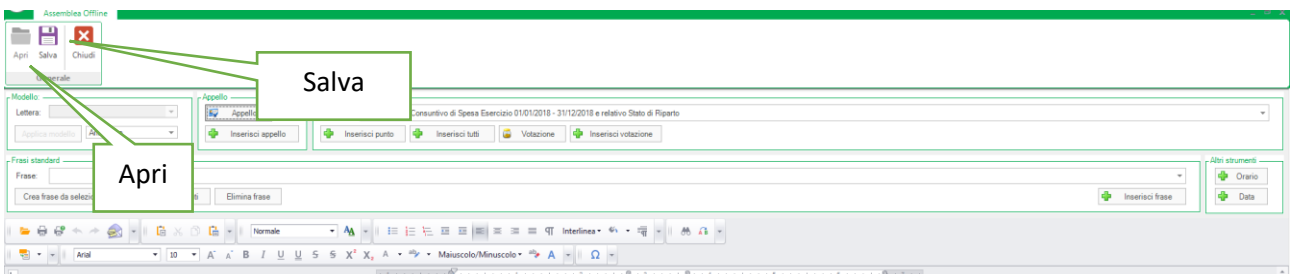 Assemblea Offline
Apri Salva Chiudi
Generale
Salva
Apri
Modello
Lettera:
Applica modello
Appello
Appello
Consuntivo di Spesa Esercizio 01/01/2018 - 31/12/2018 e relativo Stato di Riparto
Inserisci appello Inserisci punto Inserisci tutti Votazione Inserisci votazione
Frasi standard
Frase:
Crea frase da selezio ti Elimina frase Inserisci frase
Altri strumenti
Orario
Data
Normale Interlinea
Arial 10 Maiuscolo/Minuscolo